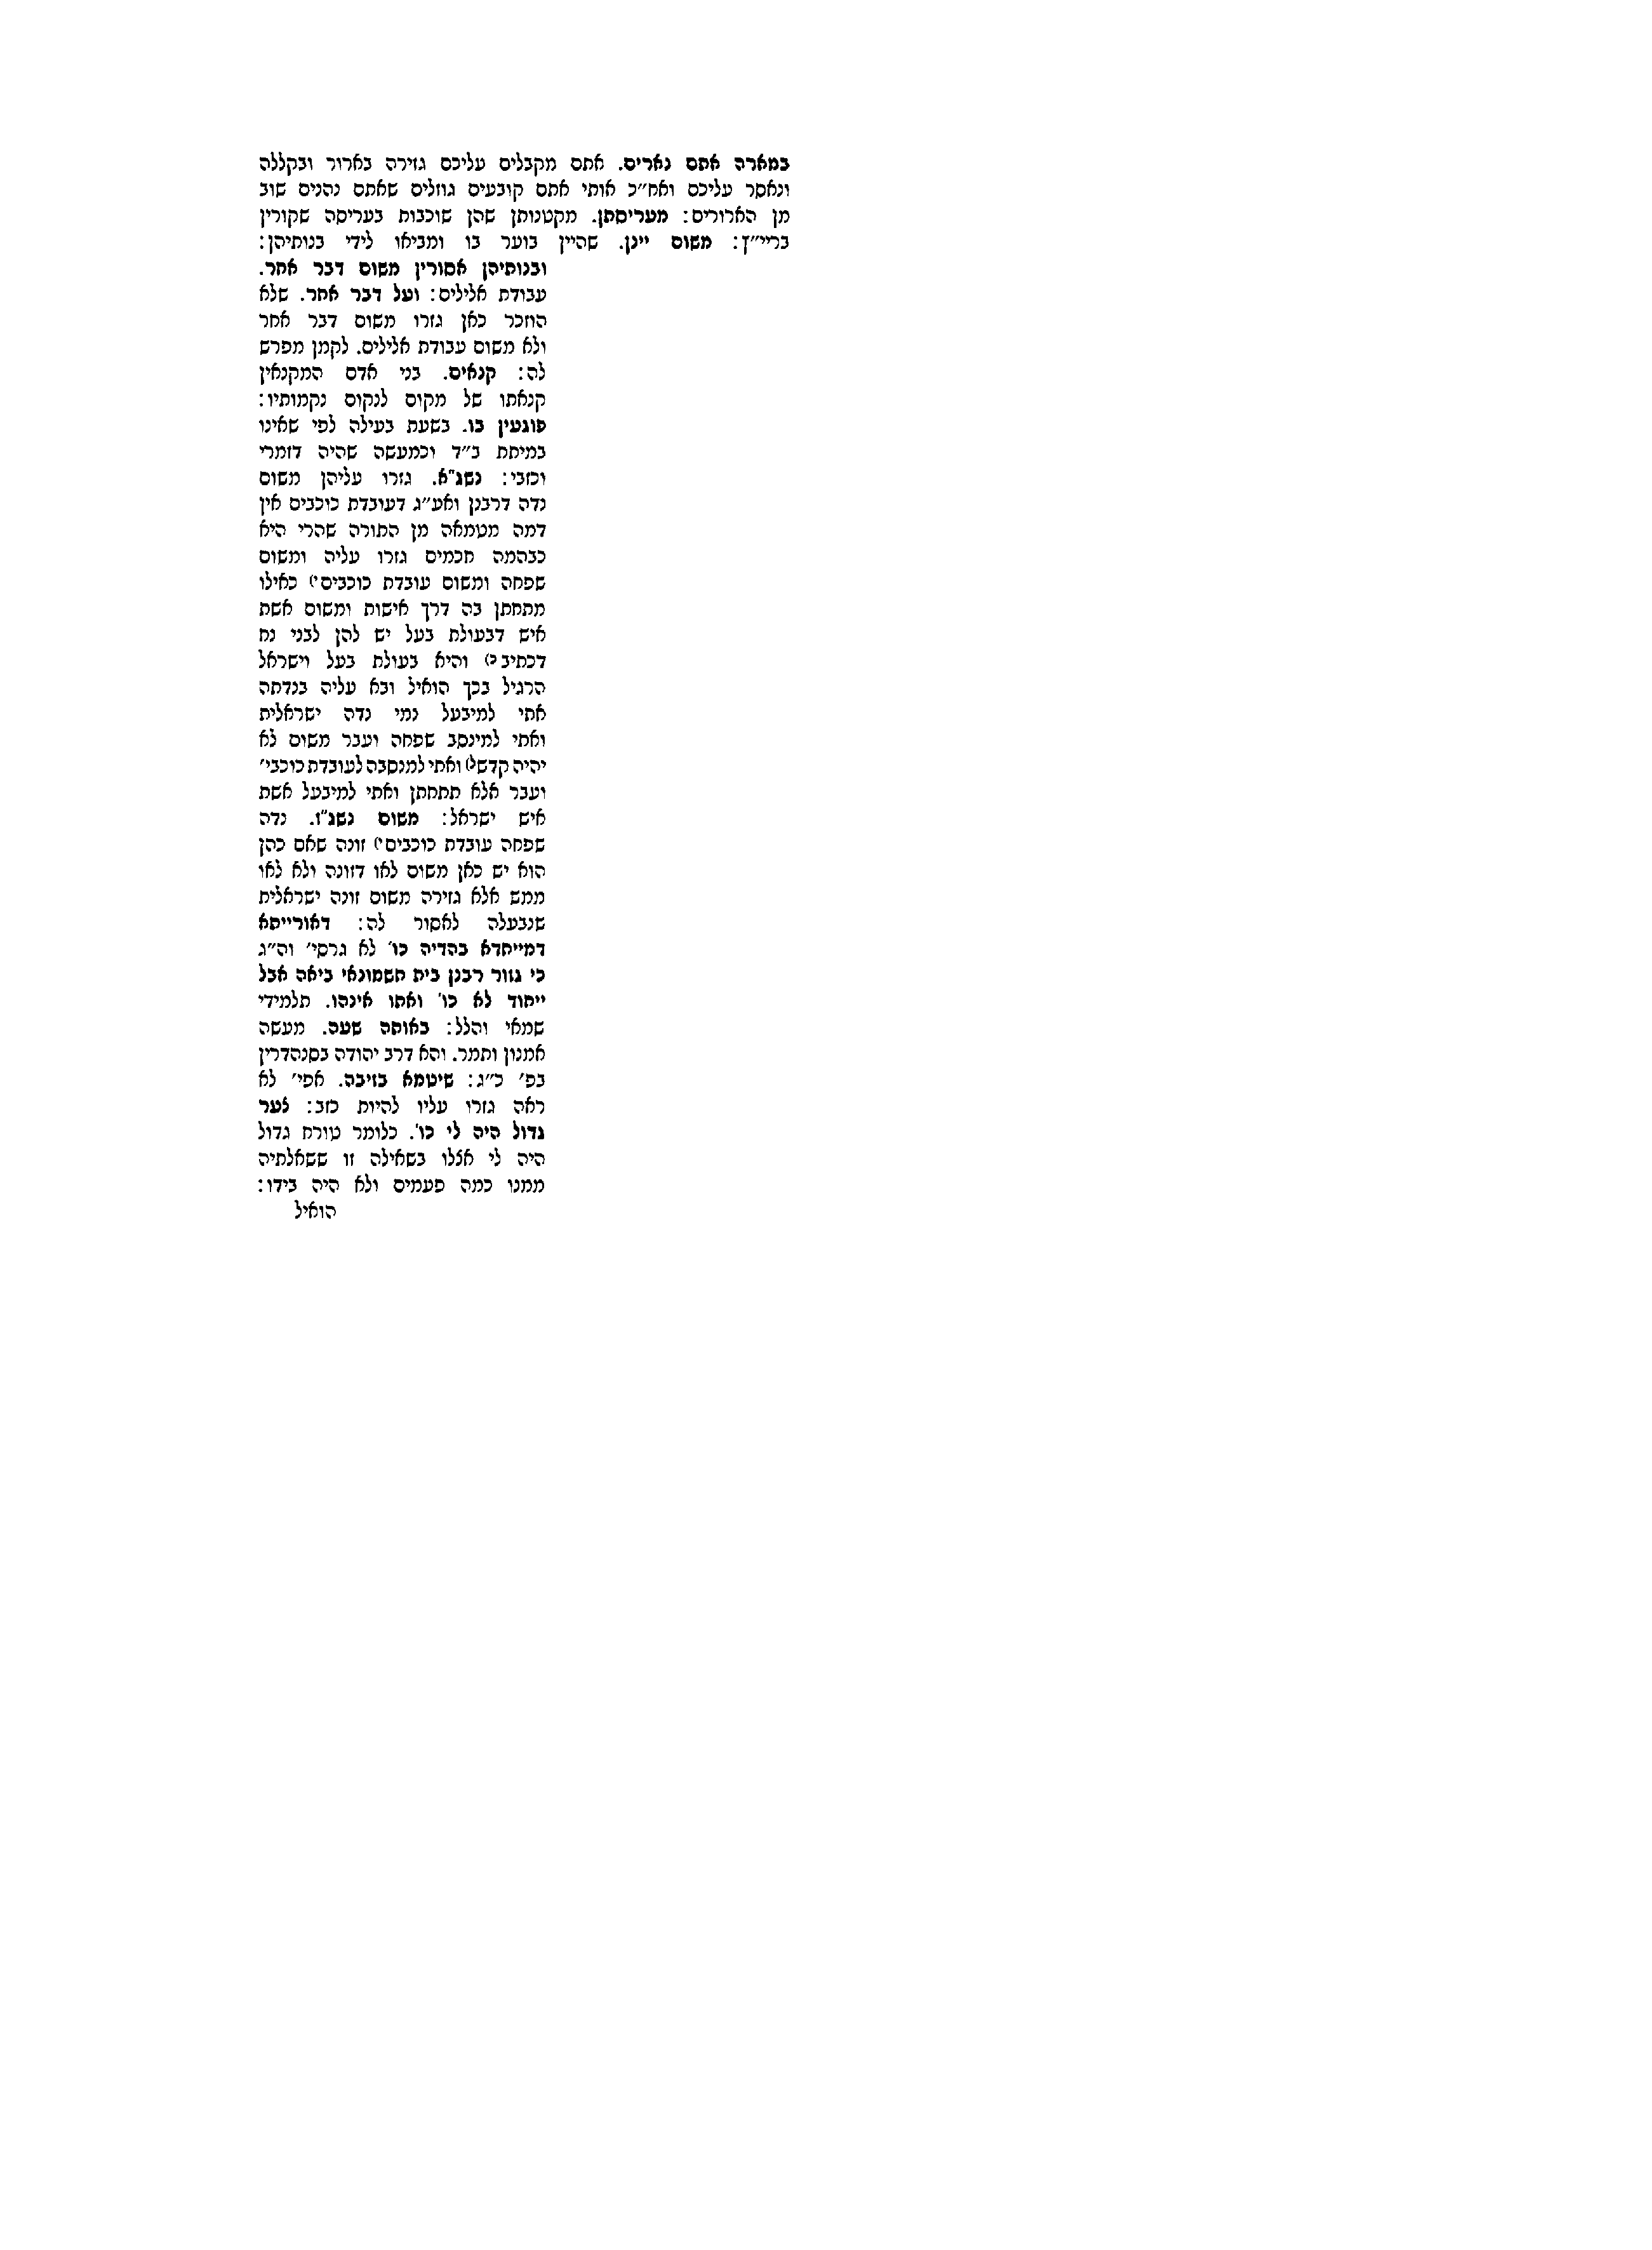 במארה אתם נארים. אתם מקבלים עליכם גזירה בארור ובקללה
ונאסר עליכם ואח״כ אותי אתם קובעים גוזלים שאתם נהנים שוב
מן הארורים: מעריסתן. מקטנותן שהן שוכבות בעריסה שקורין
בריי״ץ: משום יינן. שהיין בוער בו ומביאו לידי בנותיהן:
ובנותיהן אסורין משום דבר אחר.
עבודת אלילים: ועל דבר אחר. שלא
הוזכר כאן גזרו משום דבר אחר
ולא משום עבודת אלילים. לקמן מפרש
לה: קנאים. בני אדם המקנאין
קנאתו של מקום לנקום נקמותיו:
פוגעין בו. בשעת בעילה לפי שאינו
במיתת ב״ד וכמעשה שהיה דזמרי
וכזבי: נשג"א. גזרו עליהן משום
נדה דרבנן ואע״ג דעובדת כוכבים אין
דמה מטמאה מן התורה שהרי היא
כבהמה חכמים גזרו עליה ומשום
שפחה ומשום עובדת כוכבים י) כאילו
מתחתן בה דרך אישות ומשום אשת
איש דבעולת בעל יש להן לבני נח
דכתיב כ) והיא בעולת בעל וישראל
הרגיל בכך הואיל ובא עליה בנדתה
אתי למיבעל נמי נדה ישראלית
ואתי למינסב שפחה ועבר משום לא
יהיה קדש ל) ואתי למנסבה לעובדת כוכבי׳
ועבר אלא תתחתן ואתי למיבעל אשת
איש ישראל: משום נשג"ז. נדה
שפחה עובדת כוכבים י) זונה שאם כהן
הוא יש כאן משום לאו דזונה ולא לאו
ממש אלא גזירה משום זונה ישראלית
שנבעלה לאסור לה: דאורייתא
דמייחדא בהדיה כו׳ לא גרסי׳ וה״ג
כי גזור רבנן בית חשמונאי ביאה אבל
ייחוד לא כו' ואתו אינהו. תלמידי
שמאי והלל: באותה שעה. מעשה
אמנון ותמר. והא דרב יהודה בסנהדרין
בפ׳ כ״ג: שיטמא בזיבה. אפי׳ לא
ראה גזרו עליו להיות כזב: צער
גדול היה לי כו'. כלומר טורח גדול
היה לי אצלו בשאילה זו ששאלתיה
ממנו כמה פעמים ולא היה בידו:
הואיל